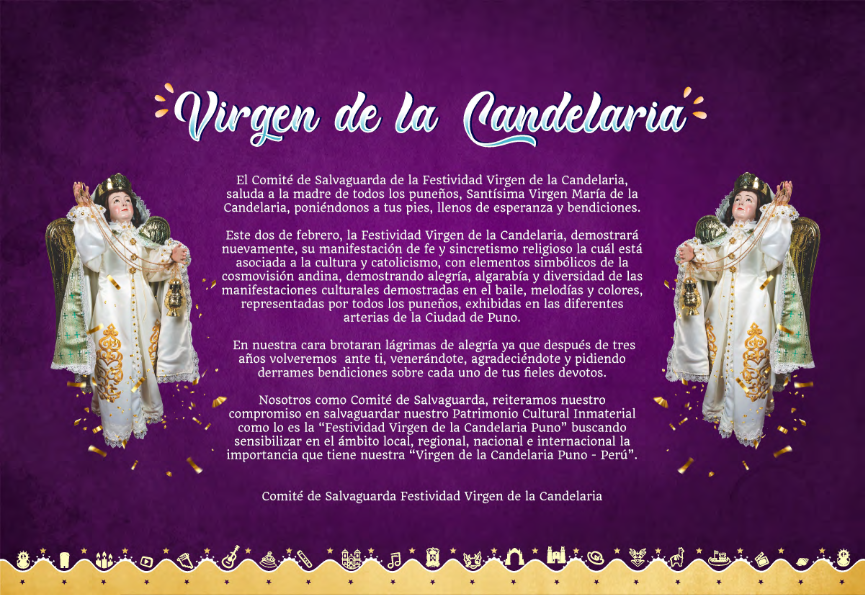 Virgen de la Candelaria
El Comité de Salvaguarda de la Festividad Virgen de la Candelaria,
saluda a la madre de todos los puneños, Santísima Virgen María de la
Candelaria, poniéndonos a tus pies, llenos de esperanza y bendiciones.
Este dos de febrero, la Festividad Virgen de la Candelaria, demostrará
nuevamente, su manifestación de fe y sincretismo religioso la cuál está
asociada a la cultura y catolicismo, con elementos simbólicos de la
cosmovisión andina, demostrando alegría, algarabía y diversidad de las
manifestaciones culturales demostradas en el baile, melodías y colores,
representadas por todos los puneños, exhibidas en las diferentes
arterias de la Ciudad de Puno.
En nuestra cara brotaran lágrimas de alegría ya que después de tres
años volveremos ante ti, venerándote, agradeciéndote y pidiendo
derrames bendiciones sobre cada uno de tus fieles devotos.
Nosotros como Comité de Salvaguarda, reiteramos nuestro
compromiso en salvaguardar nuestro Patrimonio Cultural Inmaterial
como lo es la “Festividad Virgen de la Candelaria Puno” buscando
sensibilizar en el ámbito local, regional, nacional e internacional la
importancia que tiene nuestra “Virgen de la Candelaria Puno - Perú”.
Comité de Salvaguarda Festividad Virgen de la Candelaria